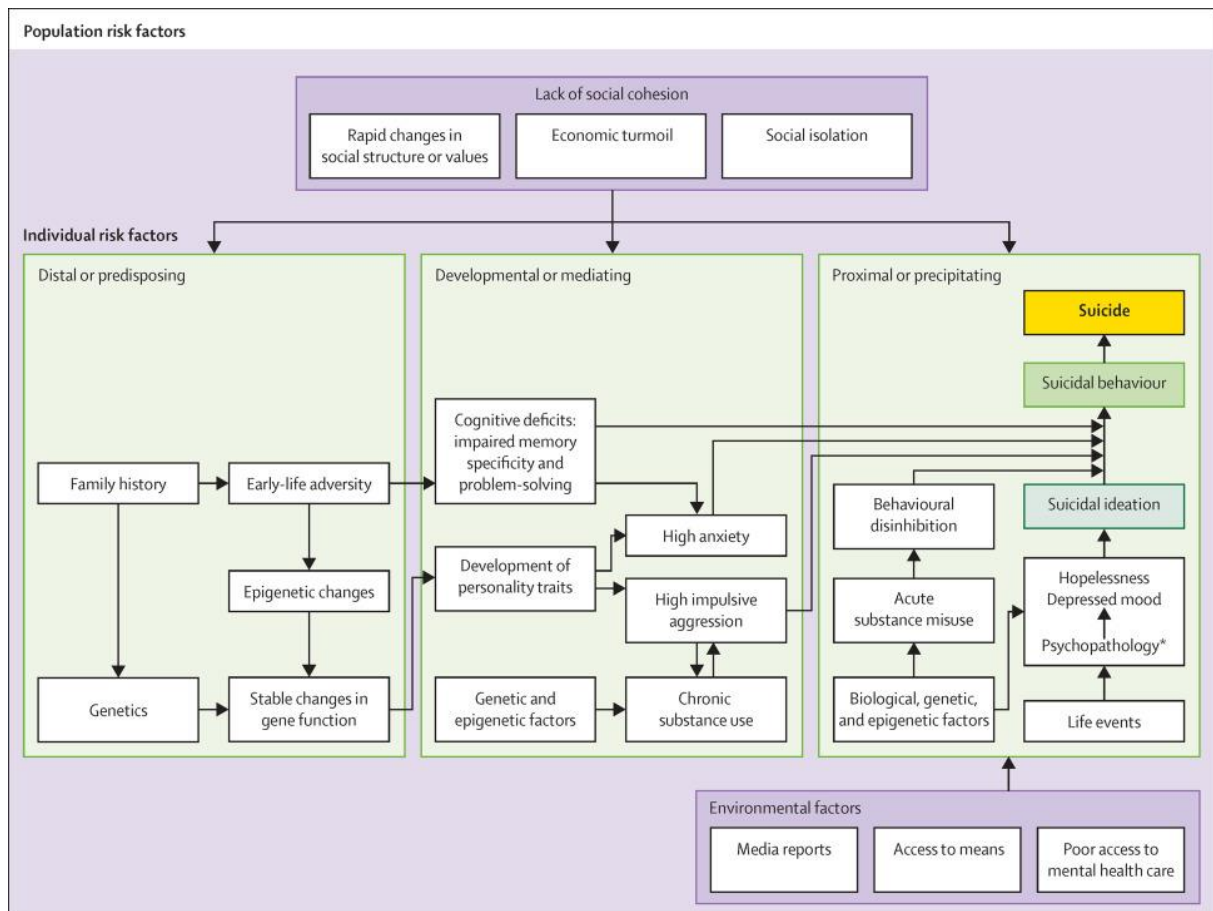 Population risk factors
Lack of social cohesion
Rapid changes in
social structure or values
Economic turmoil
Social isolation
Individual risk factors
Distal or predisposing
Family history
Early-life adversity
Epigenetic changes
Genetics
Stable changes in
gene function
Developmental or mediating
Cognitive deficits:
impaired memory
specificity and
problem-solving
High anxiety
Development of
personality traits
High impulsive
aggression
Genetic and
epigenetic factors
Chronic
substance use
Proximal or precipitating
Suicide
Suicidal behaviour
Behavioural
disinhibition
Suicidal ideation
Acute
substance misuse
Hopelessness
Depressed mood
Psychopathology*
Biological, genetic,
and epigenetic factors
Life events
Environmental factors
Media reports
Access to means
Poor access to
mental health care